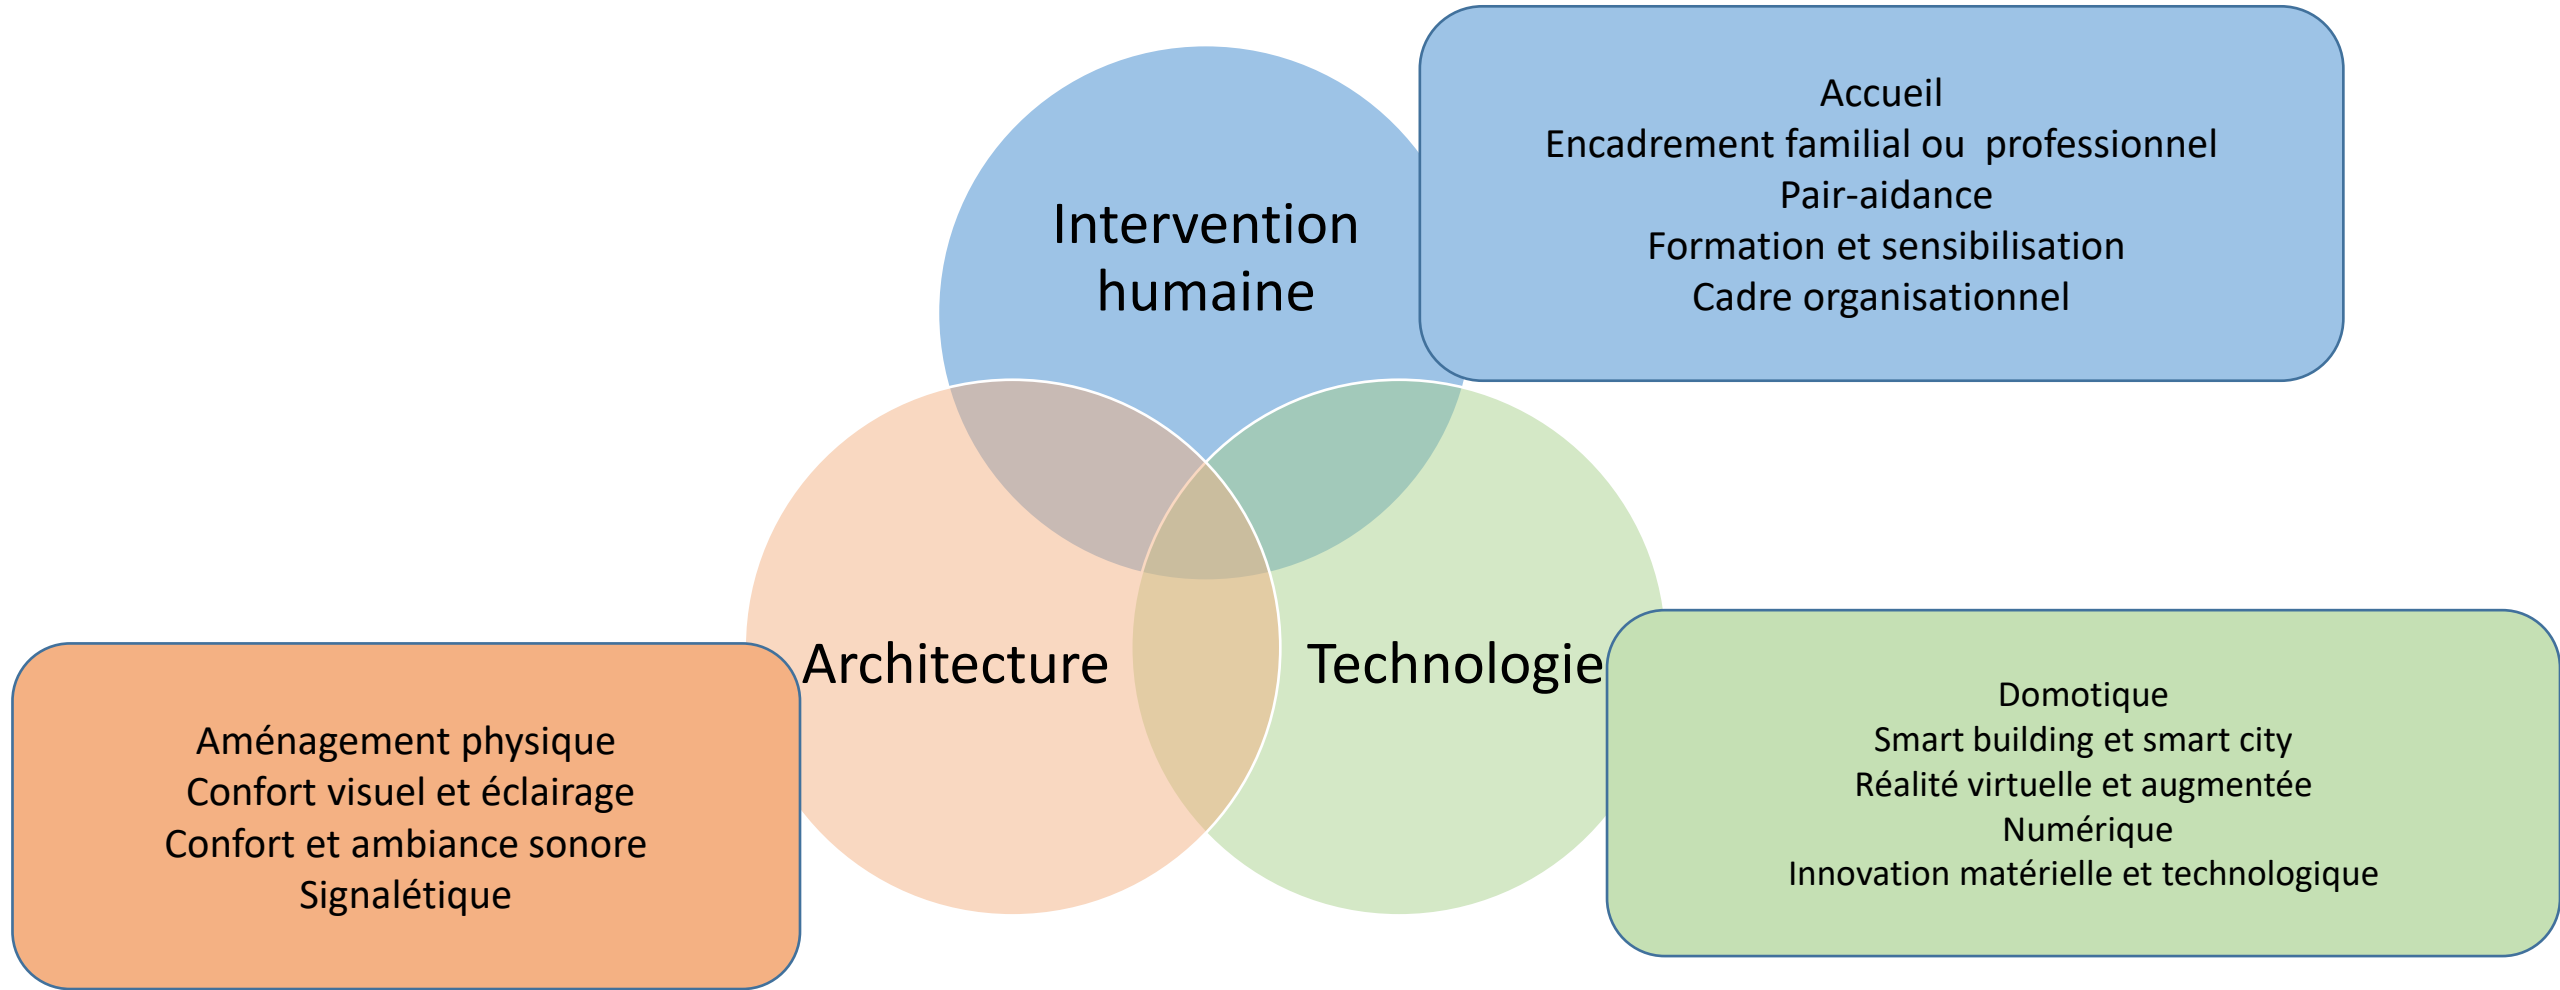 Intervention
humaine
Accueil
Encadrement familial ou  professionnel
Pair-aidance
Formation et sensibilisation
Cadre organisationnel
Architecture
Aménagement physique
Confort visuel et éclairage
Confort et ambiance sonore
Signalétique
Technologie
Domotique
Smart building et smart city
Réalité virtuelle et augmentée
Numérique
Innovation matérielle et technologique